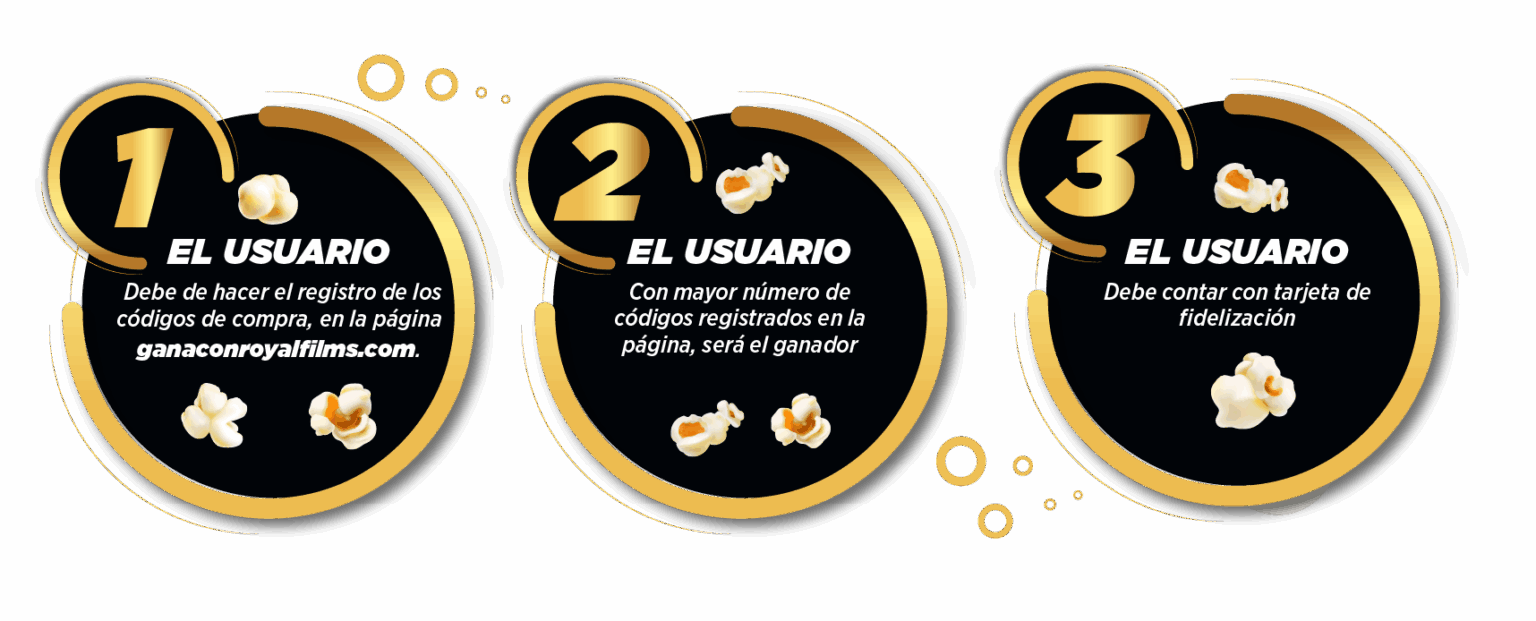 1
EL USUARIO
Debe de hacer el registro de los
códigos de compra, en la página
ganaconroyalfilms.com.
2
EL USUARIO
Con mayor número de
códigos registrados en la
página, será el ganador
3
EL USUARIO
Debe contar con tarjeta de
fidelización